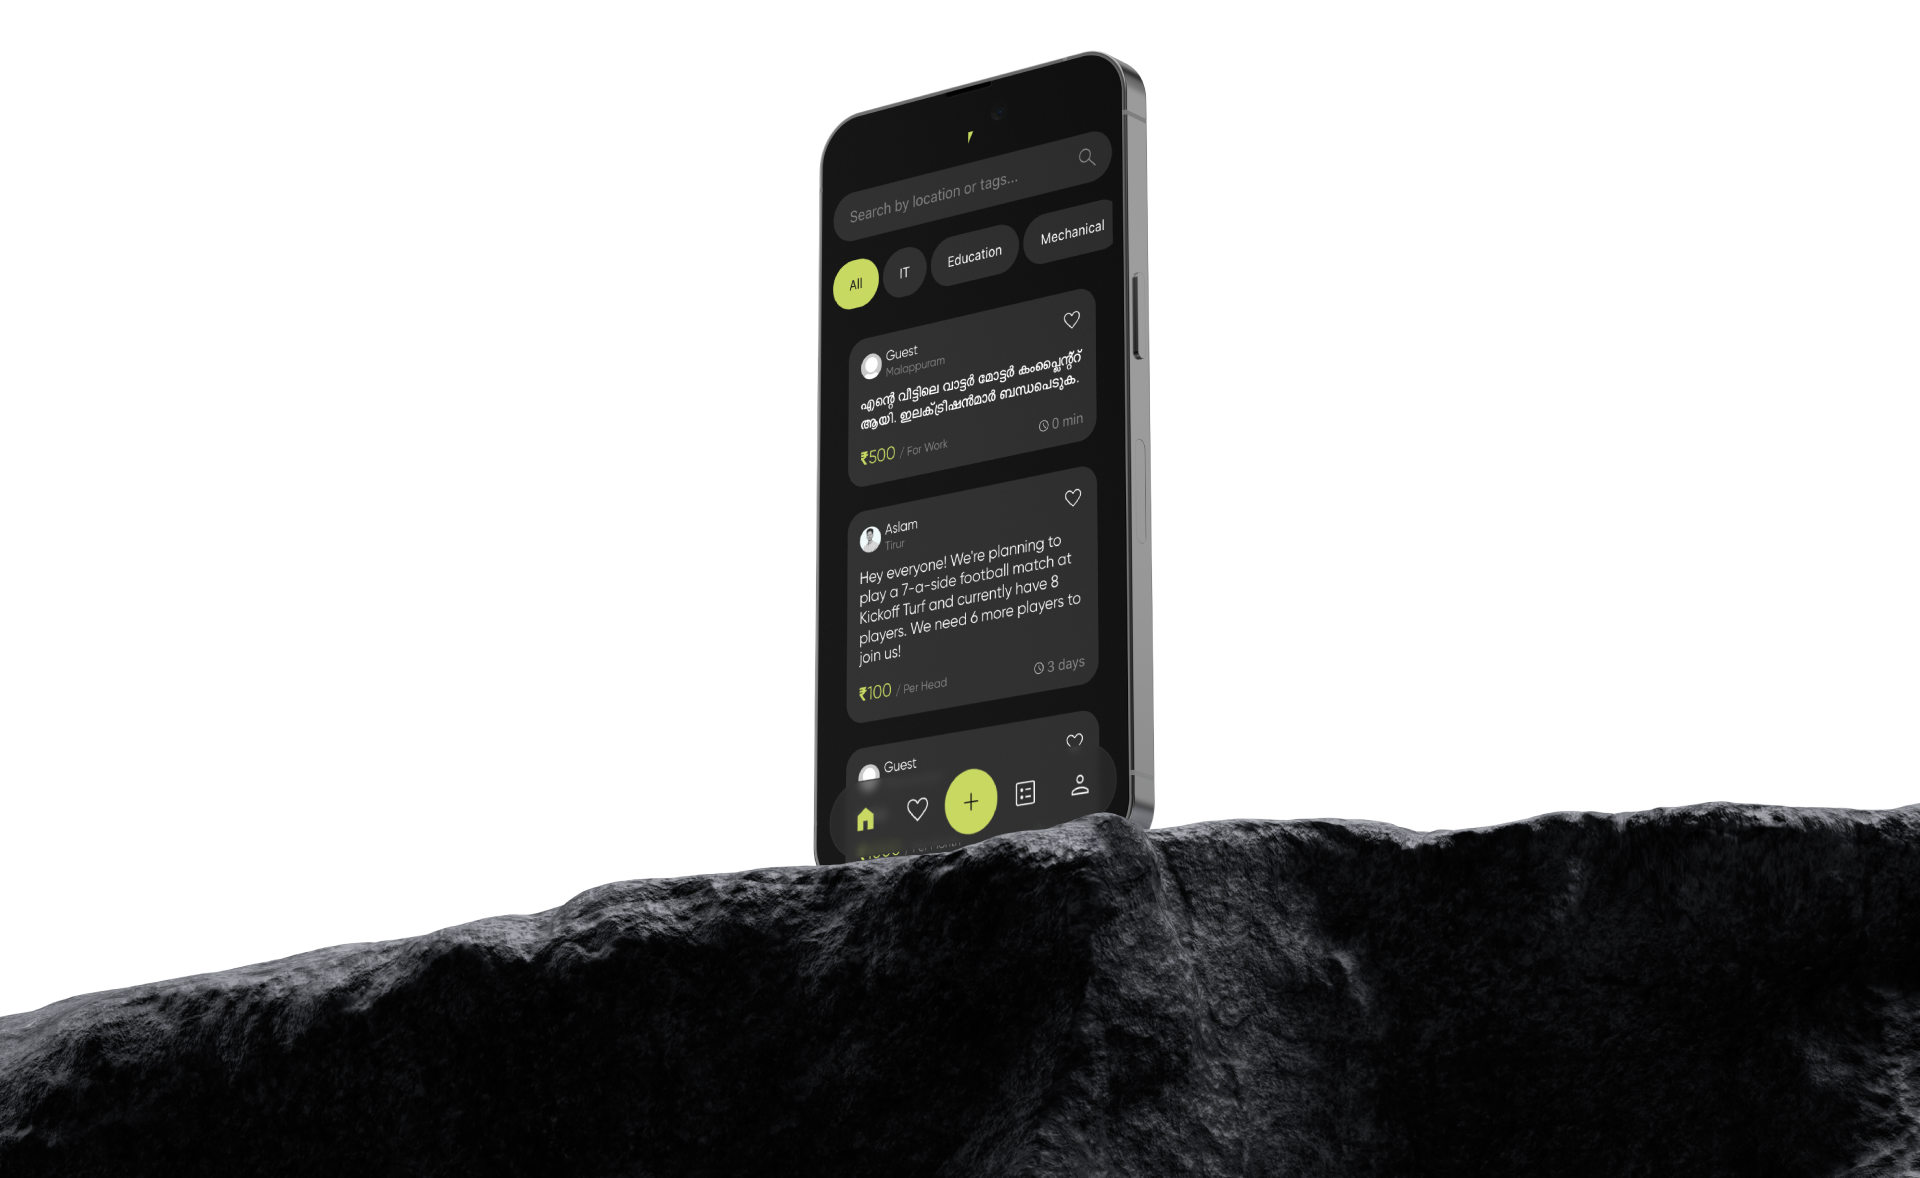 Search by location or tags...
All
IT
Education
Mechanical
Guest
Malappuram
എന്റെ വീട്ടിലെ വാട്ടർ മോട്ടർ കംപ്ലൈന്റ്റ്
ആയി. ഇലക്ട്രീഷൻമാർ ബന്ധപെടുക.
₹500 / For Work
0 min
Aslam
Tirur
Hey everyone! We're planning to
play a 7-a-side football match at
Kickoff Turf and currently have 8
players. We need 6 more players to
join us!
₹100 / Per Head
3 days
Guest